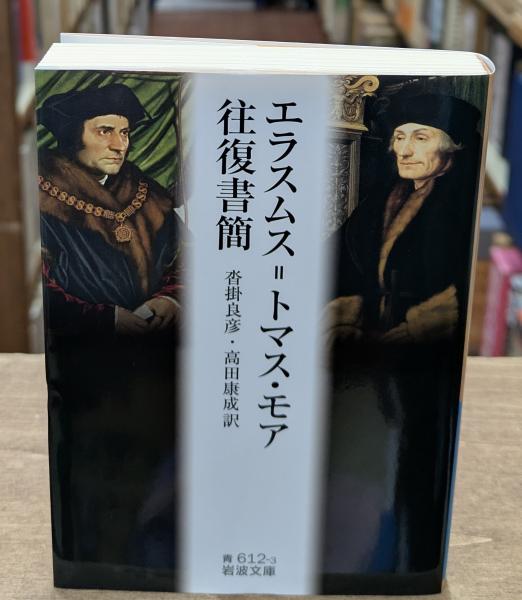 エラスムス=トマス・モア
往復書簡
沓掛良彦・高田康成訳
青 612-3
岩波文庫